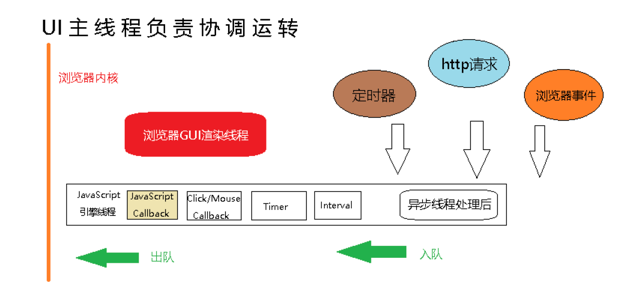 UI主线程负责协调运转
浏览器内核
http请求
定时器
浏览器事件
浏览器GUI渲染线程
JavaScript
引擎线程
JavaScript
Callback
Click/Mouse
Callback
Timer
Interval
异步线程处理后
出队
入队